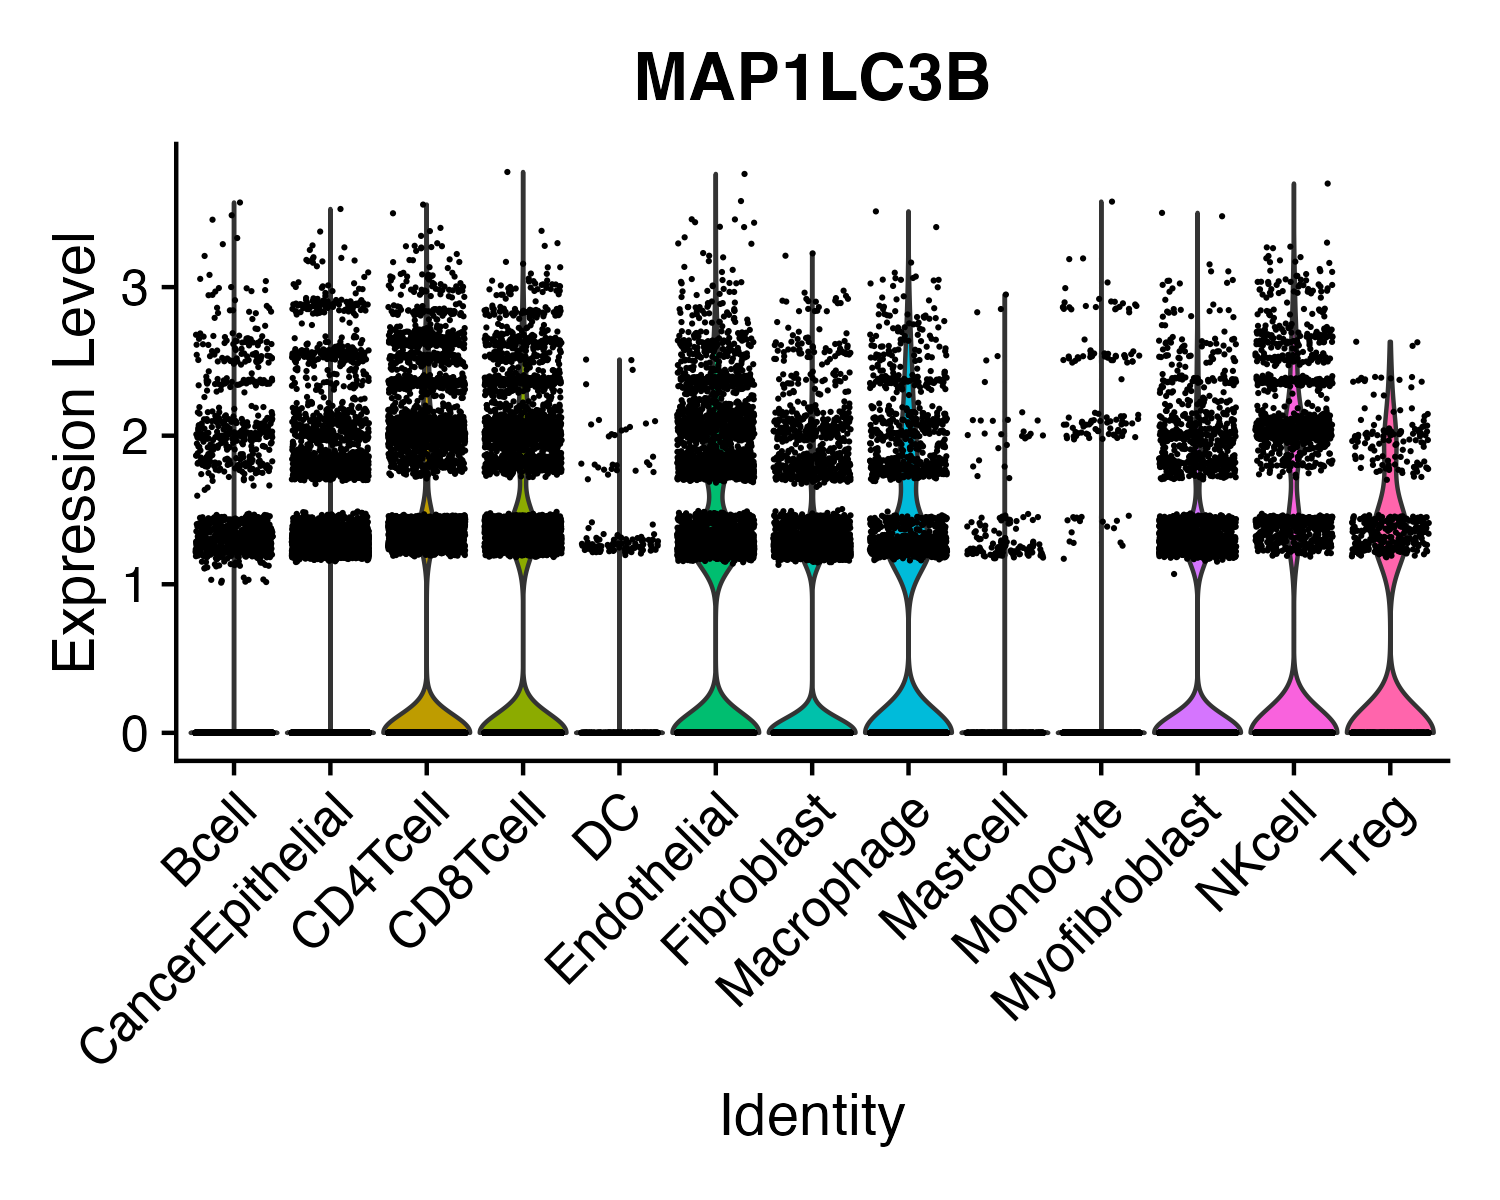 MAP1LC3B
Expression Level
3
2
1
0
Bcell
CancerEpithelial
CD4Tcell
CD8Tcell
DC
Endothelial
Fibroblast
Macrophage
Mastcell
Monocyte
Myofibroblast
NKcell
Treg
Identity